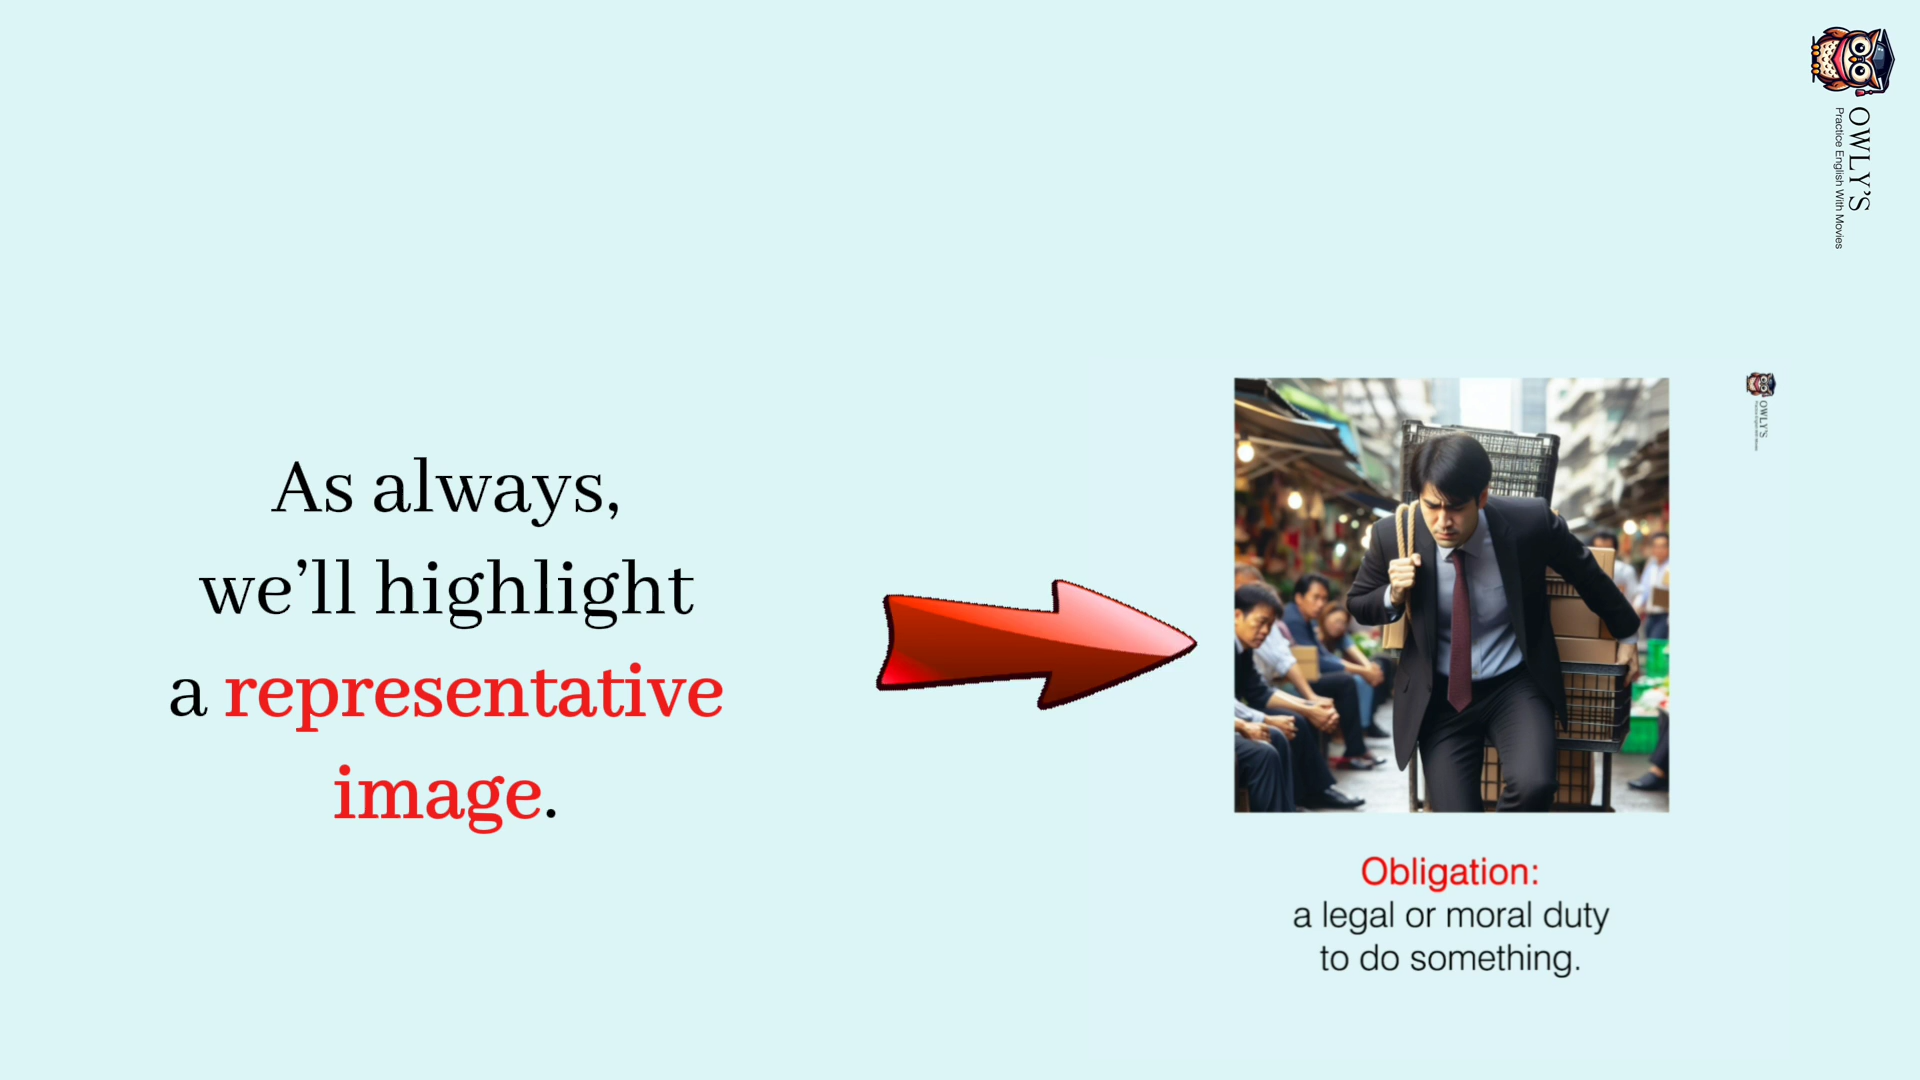 As always,
we’ll highlight
a representative
image.
Obligation:
a legal or moral duty
to do something.
OWLY’S
Practice English With Movies
OWLY’S